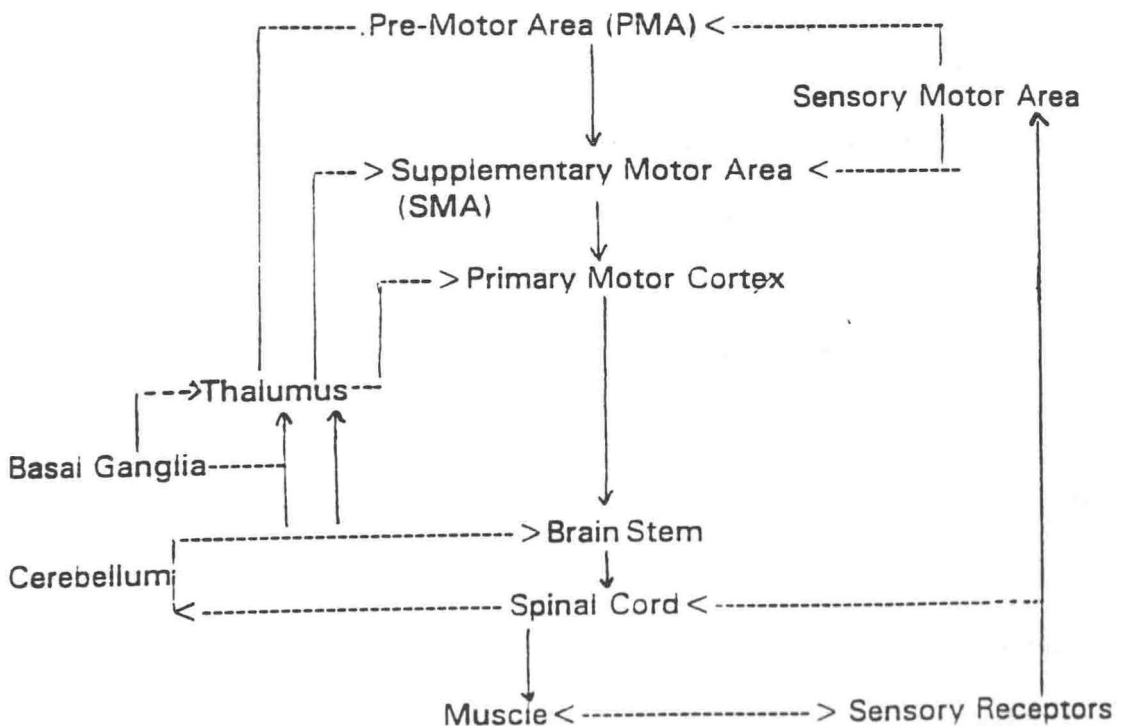 .Pre-Motor Area (PMA)
Sensory Motor Area
Supplementary Motor Area
(SMA)
Primary Motor Cortex
Thalumus
Basal Ganglia
Brain Stem
Cerebellum
Spinal Cord
Muscle
Sensory Receptors